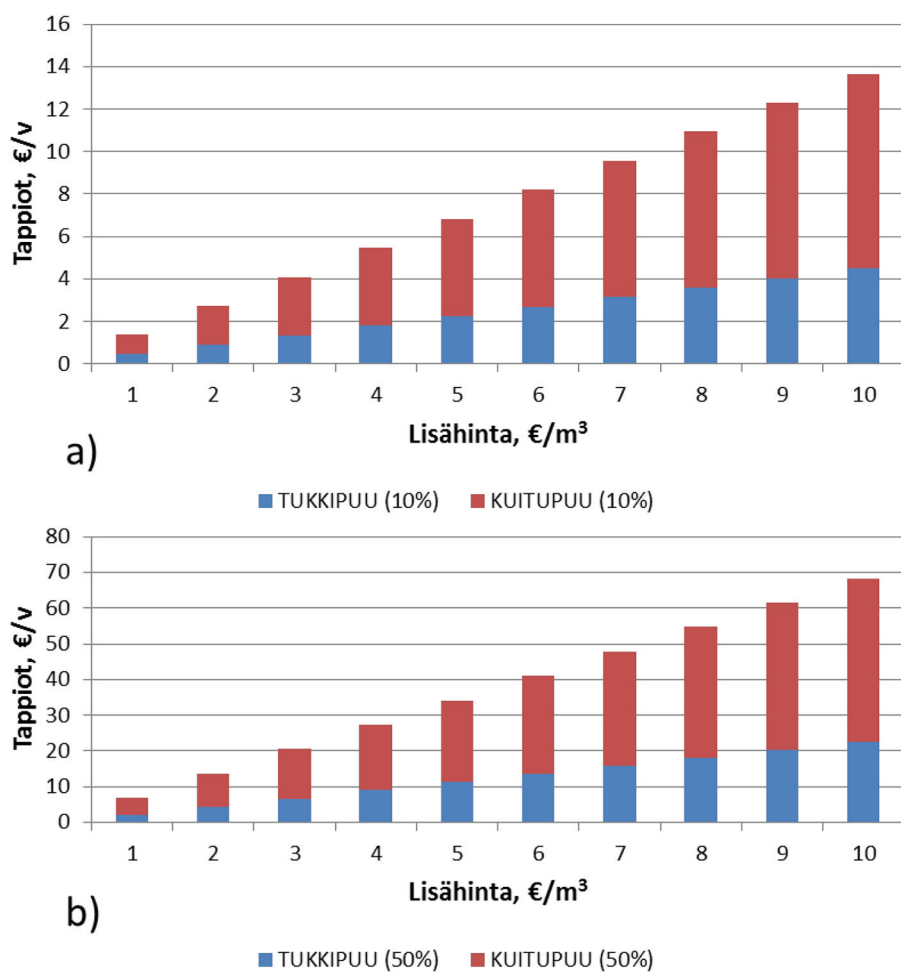 16
14
12
10
8
6
4
2
0
Tappiot, €/v
1 2 3 4 5 6 7 8 9 10
Lisähinta, €/m³
a)
TUKKIPUU (10%) KUITUPUU (10%)
80
70
60
50
40
30
20
10
0
Tappiot, €/v
1 2 3 4 5 6 7 8 9 10
Lisähinta, €/m³
b)
TUKKIPUU (50%) KUITUPUU (50%)